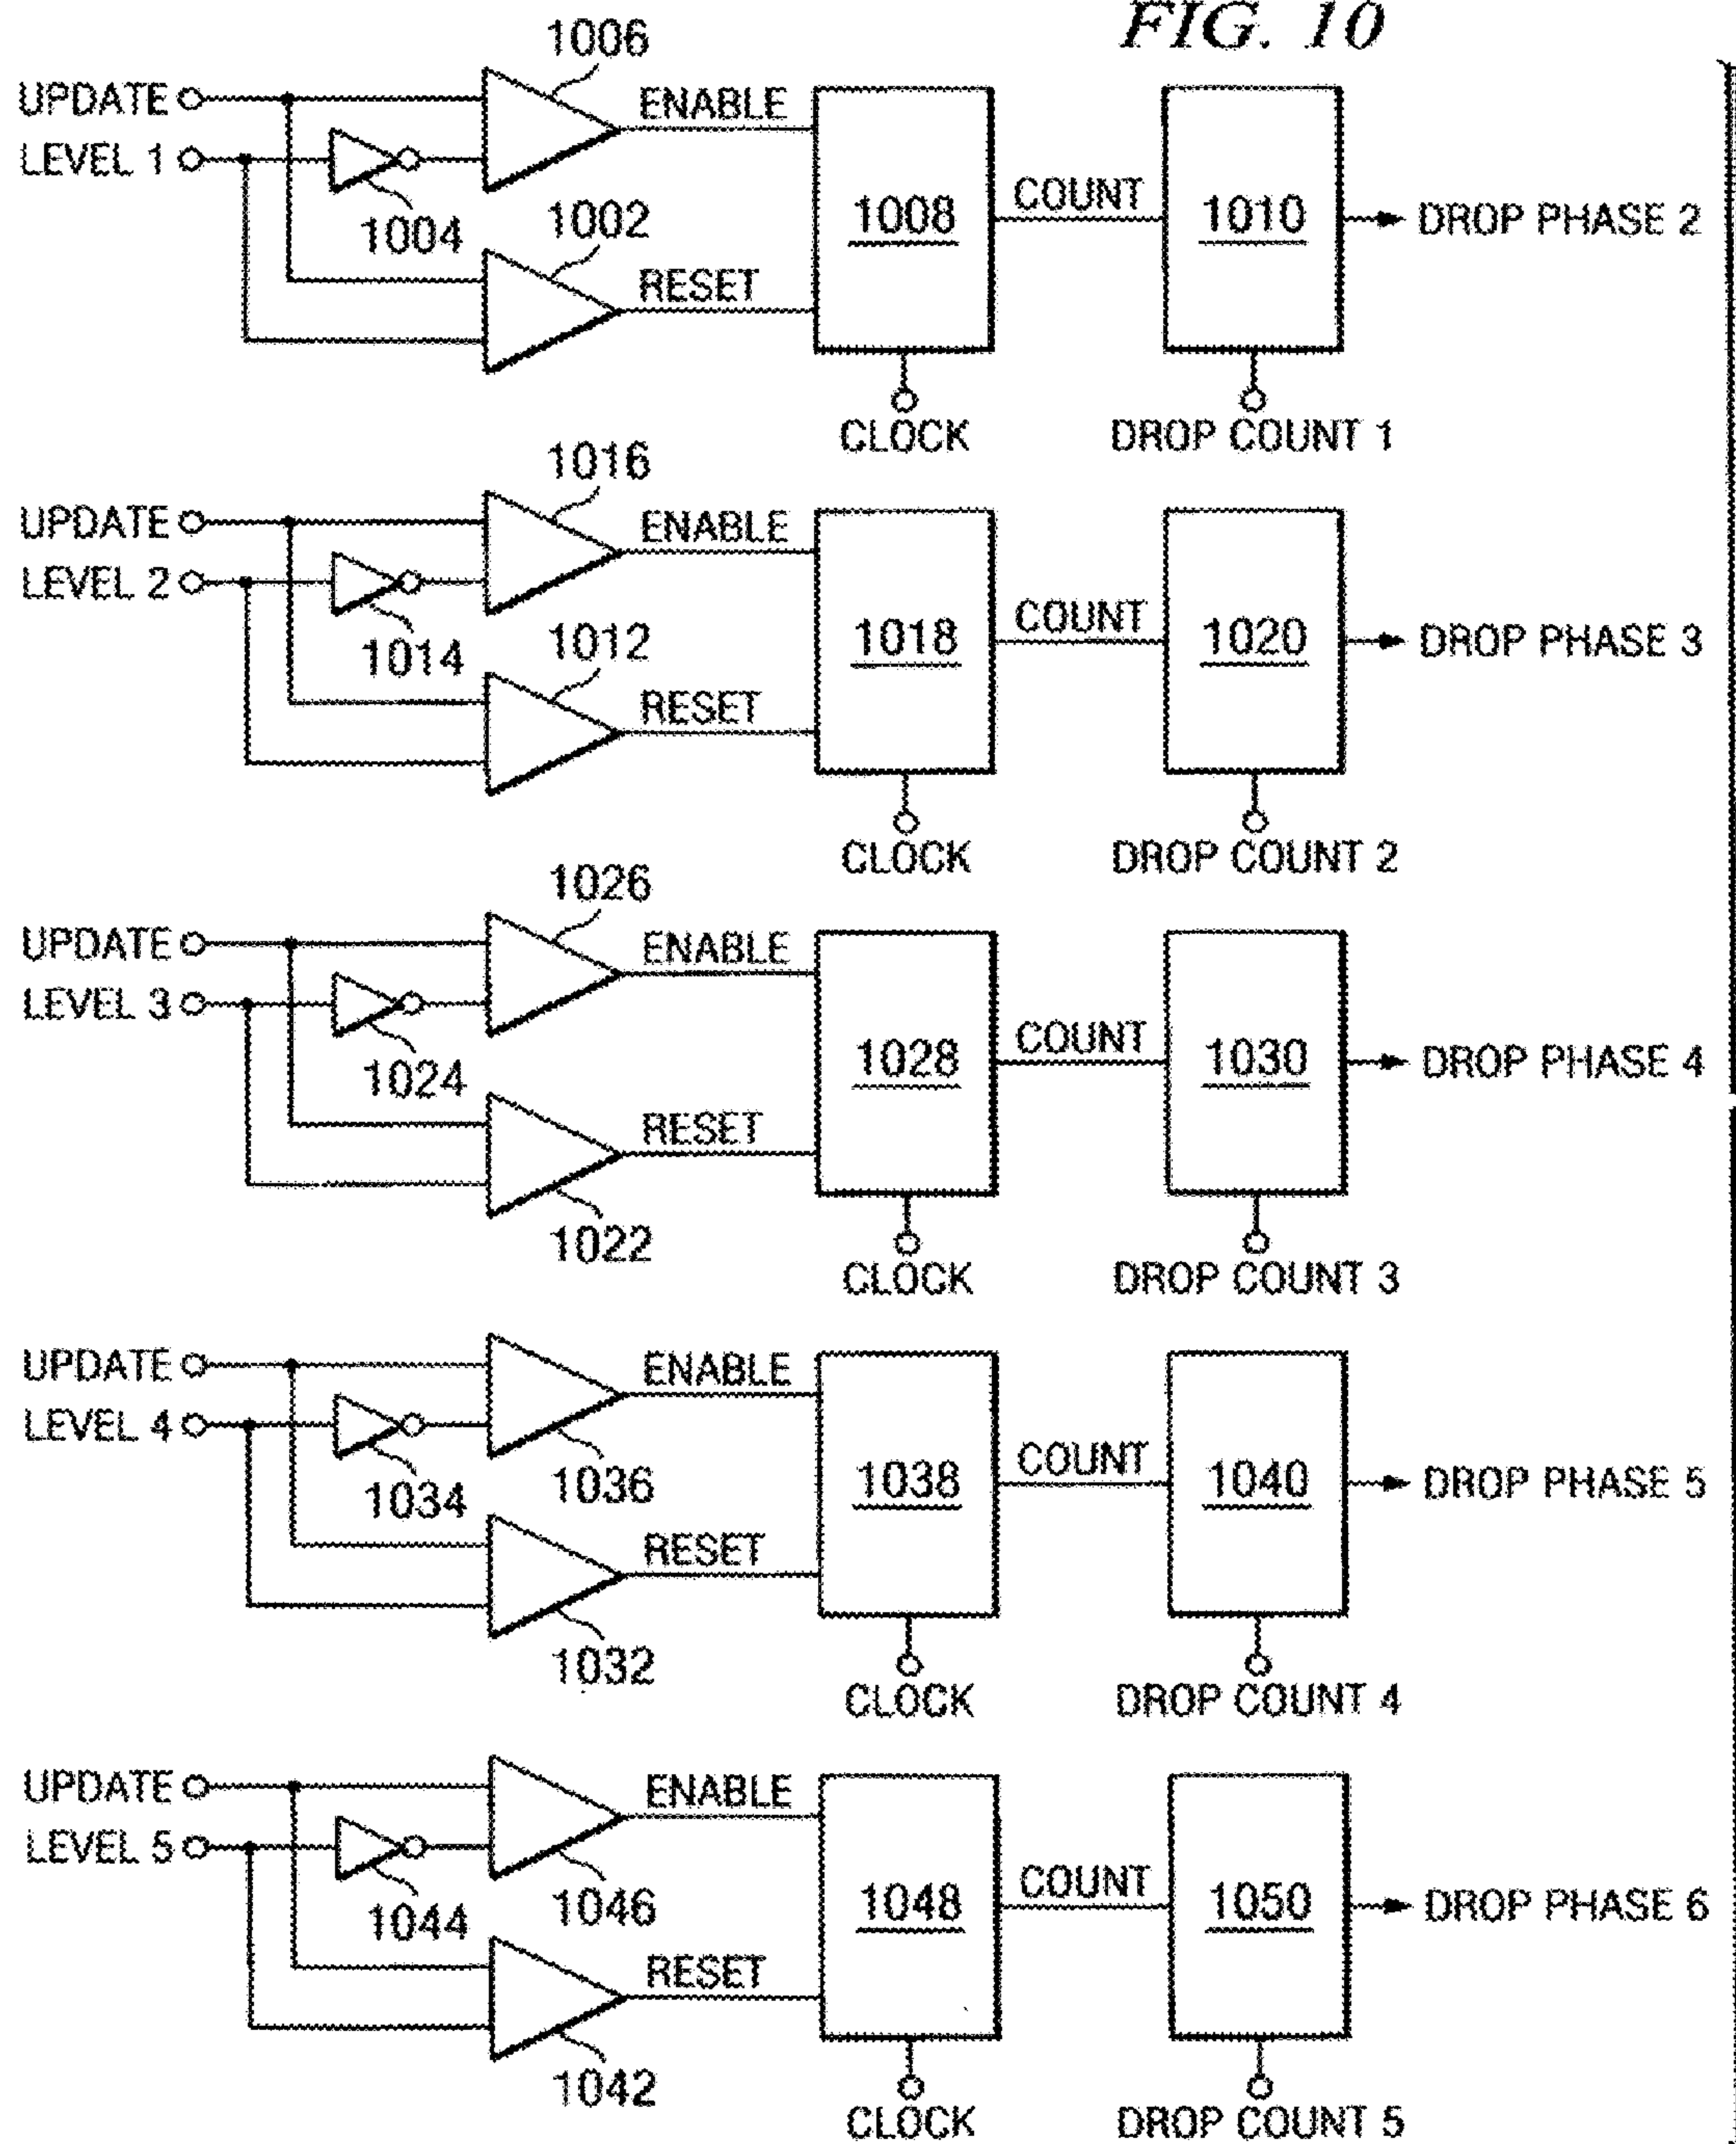 FIG. 10
1006
UPDATE
ENABLE
LEVEL 1
1004
1002
1008
COUNT
1010
DROP PHASE 2
RESET
CLOCK
DROP COUNT 1
1016
UPDATE
ENABLE
LEVEL 2
1014
1012
1018
COUNT
1020
DROP PHASE 3
RESET
CLOCK
DROP COUNT 2
1026
UPDATE
ENABLE
LEVEL 3
1024
1028
COUNT
1030
DROP PHASE 4
RESET
1022
CLOCK
DROP COUNT 3
UPDATE
ENABLE
LEVEL 4
1034
1036
1038
COUNT
1040
DROP PHASE 5
RESET
1032
CLOCK
DROP COUNT 4
UPDATE
ENABLE
LEVEL 5
1044
1046
1048
COUNT
1050
DROP PHASE 6
RESET
1042
CLOCK
DROP COUNT 5